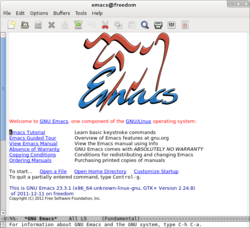 emacs@freedom
File Edit Options Buffers Tools Help
Emacs
Welcome to GNU Emacs, one component of the GNU/Linux operating system.
Emacs Tutorial Learn basic keystroke commands
Emacs Guided Tour Overview of Emacs features at gnu.org
View Emacs Manual View the Emacs manual using Info
Absence of Warranty GNU Emacs comes with ABSOLUTELY NO WARRANTY
Copying Conditions Conditions for redistributing and changing Emacs
Ordering Manuals Purchasing printed copies of manuals
To start... Open a File Open Home Directory Customize Startup
To quit a partially entered command, type Control-g.
This is GNU Emacs 23.3.1 (x86_64-unknown-linux-gnu, GTK+ Version 2.24.8)
of 2011-12-11 on freedom
Copyright (C) 2011 Free Software Foundation, Inc.
*GNU Emacs* All L5 (Fundamental)
For information about GNU Emacs and the GNU system, type C-h C-a.